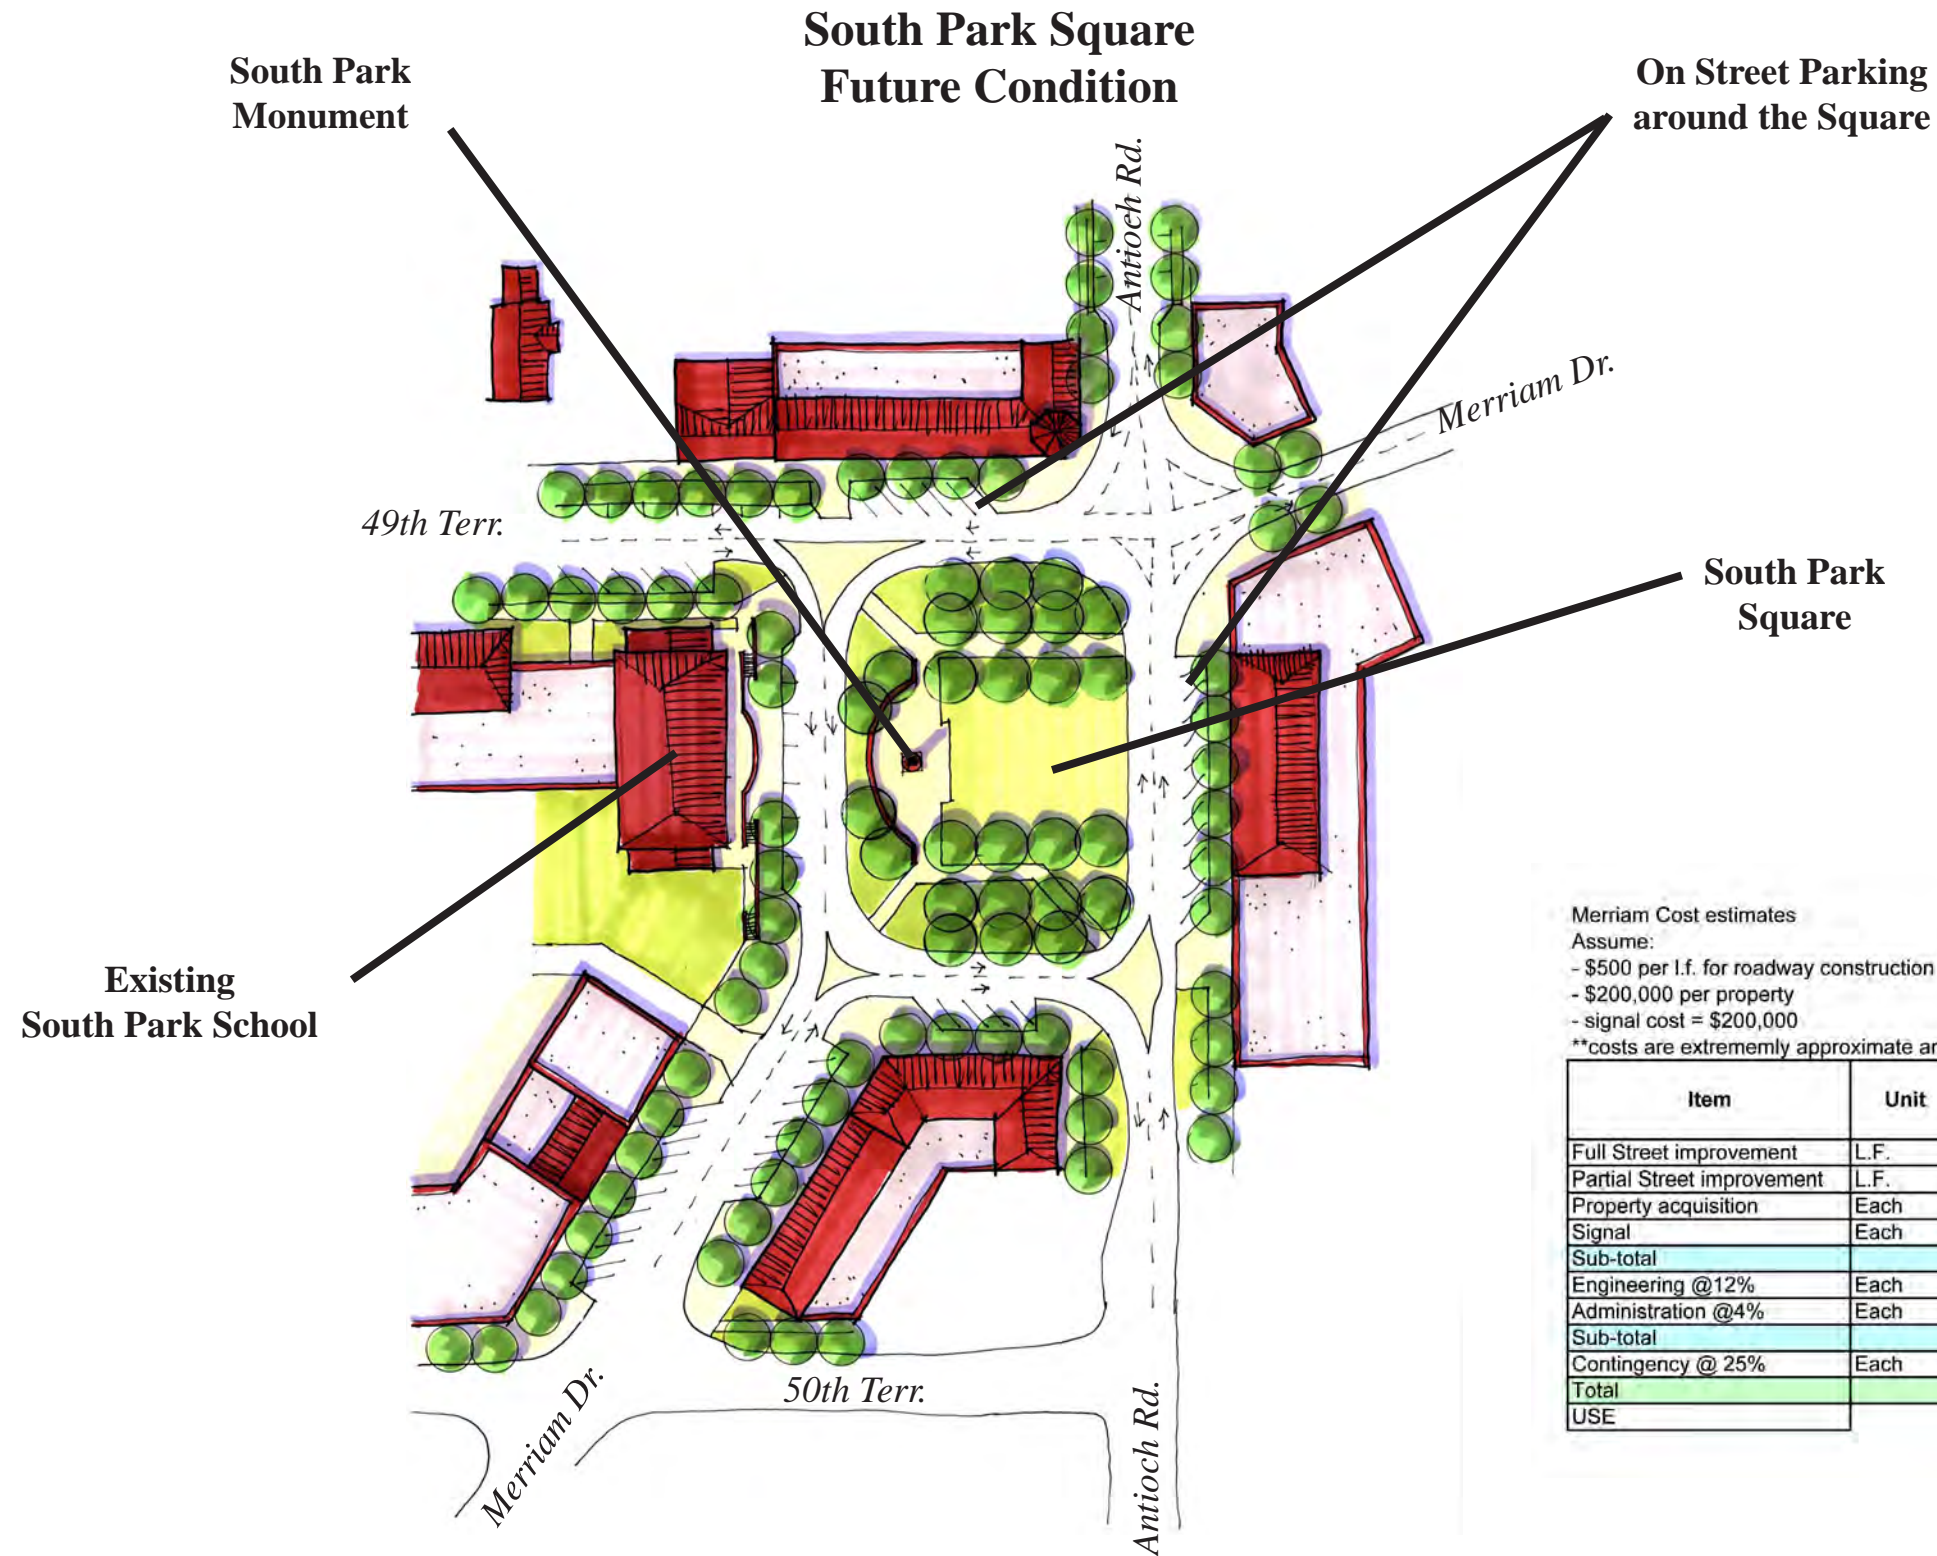 South Park Square
Future Condition
South Park
Monument
On Street Parking
around the Square
Antioch Rd.
Merriam Dr.
49th Terr.
South Park
Square
Existing
South Park School
Merriam Dr.
50th Terr.
Antioch Rd.
Merriam Cost estimates
Assume:
- $500 per l.f. for roadway construction
- $200,000 per property
- signal cost = $200,000
**costs are extrememly approximate
Item Unit
Full Street improvement L.F.
Partial Street improvement L.F.
Property acquisition Each
Signal Each
Sub-total
Engineering @12% Each
Administration @4% Each
Sub-total
Contingency @ 25% Each
Total
USE